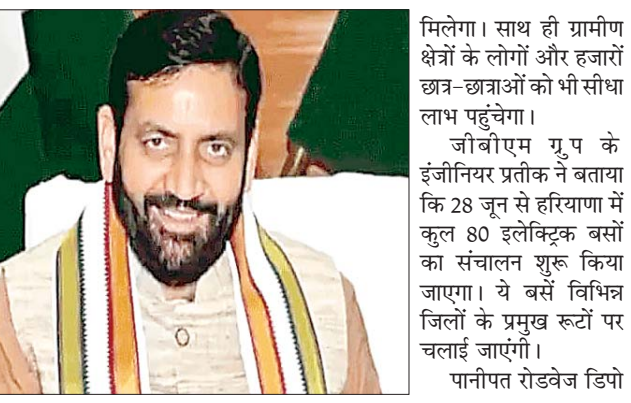 मिलेगा। साथ ही ग्रामीण
क्षेत्रों के लोगों और हजारों
छात्र-छात्राओं को भी सीधा
लाभ पहुंचेगा।
जीबीएम ग्रुप के
इंजीनियर प्रतीक ने बताया
कि 28 जून से हरियाणा में
कुल 80 इलेक्ट्रिक बसों
का संचालन शुरू किया
जाएगा। ये बसें विभिन्न
जिलों के प्रमुख रूटों पर
चलाई जाएंगी।
पानीपत रोडवेज डिपो